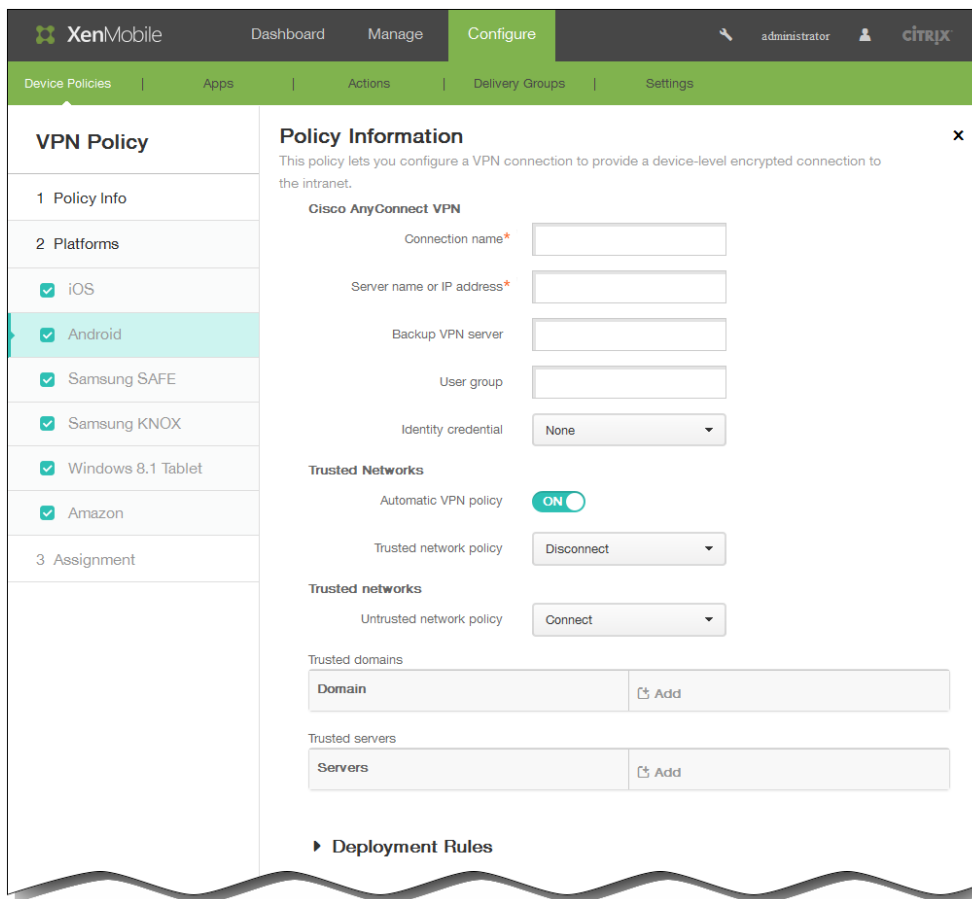 XenMobile Dashboard Manage Configure administrator CİTRIX
Device Policies | Apps | Actions | Delivery Groups | Settings
VPN Policy
1 Policy Info
2 Platforms
iOS
Android
Samsung SAFE
Samsung KNOX
Windows 8.1 Tablet
Amazon
3 Assignment
Policy Information
This policy lets you configure a VPN connection to provide a device-level encrypted connection to
the intranet.
Cisco AnyConnect VPN
Connection name*
Server name or IP address*
Backup VPN server
User group
Identity credential None
Trusted Networks
Automatic VPN policy ON
Trusted network policy Disconnect
Trusted networks
Untrusted network policy Connect
Trusted domains
Domain Add
Trusted servers
Servers Add
Deployment Rules